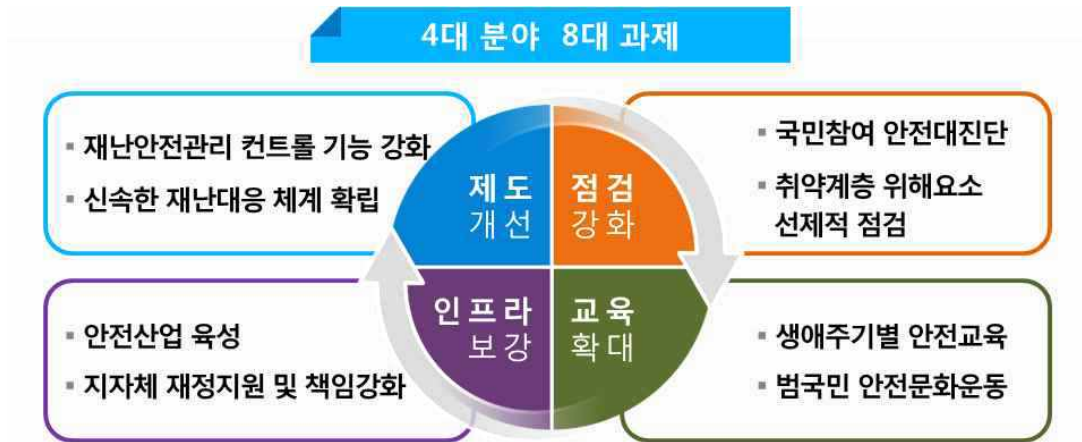 4대 분야 8대 과제
▪ 재난안전관리 컨트롤 기능 강화
▪ 신속한 재난대응 체계 확립
제도
개선
점검
강화
▪ 국민참여 안전대진단
▪ 취약계층 위해요소
선제적 점검
▪ 안전산업 육성
▪ 지자체 재정지원 및 책임강화
인프라
보강
교육
확대
▪ 생애주기별 안전교육
▪ 범국민 안전문화운동